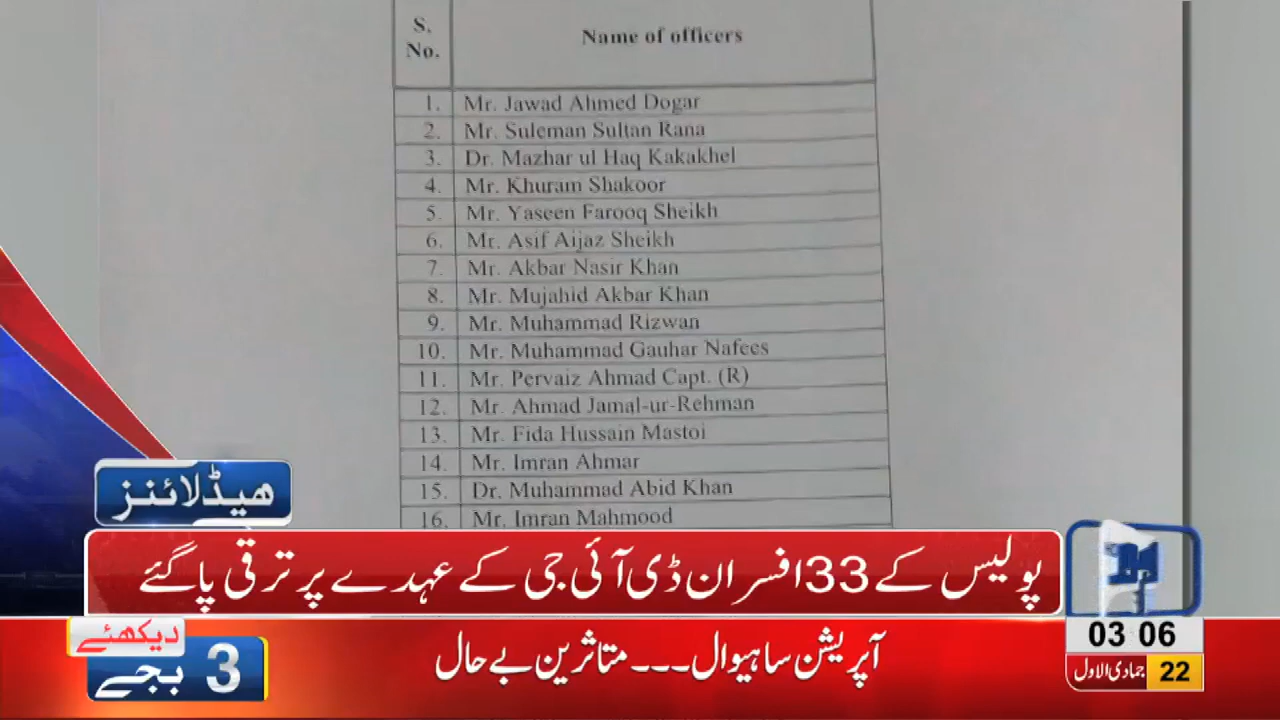 S. No.
Name of officers
1. Mr. Jawad Ahmed Dogar
2. Mr. Suleman Sultan Rana
3. Dr. Mazhar ul Haq Kakakhel
4. Mr. Khuram Shakoor
5. Mr. Yaseen Farooq Sheikh
6. Mr. Asif Aijaz Sheikh
7. Mr. Akbar Nasir Khan
8. Mr. Mujahid Akbar Khan
9. Mr. Muhammad Rizwan
10. Mr. Muhammad Gauhar Nafees
11. Mr. Pervaiz Ahmad Capt. (R)
12. Mr. Ahmad Jamal-ur-Rehman
13. Mr. Fida Hussain Mastoi
14. Mr. Imran Ahmar
15. Dr. Muhammad Abid Khan
16. Mr. Imran Mahmood
ھیڈلائنز
پولیس کے 33 افسران ڈی آئی جی کے عہدے پر ترقی پا گئے
03 06
22 جمادی الاول
آپریشن ساہیوال ۔۔۔ متاثرین بے حال
دیکھئے
3 بجے